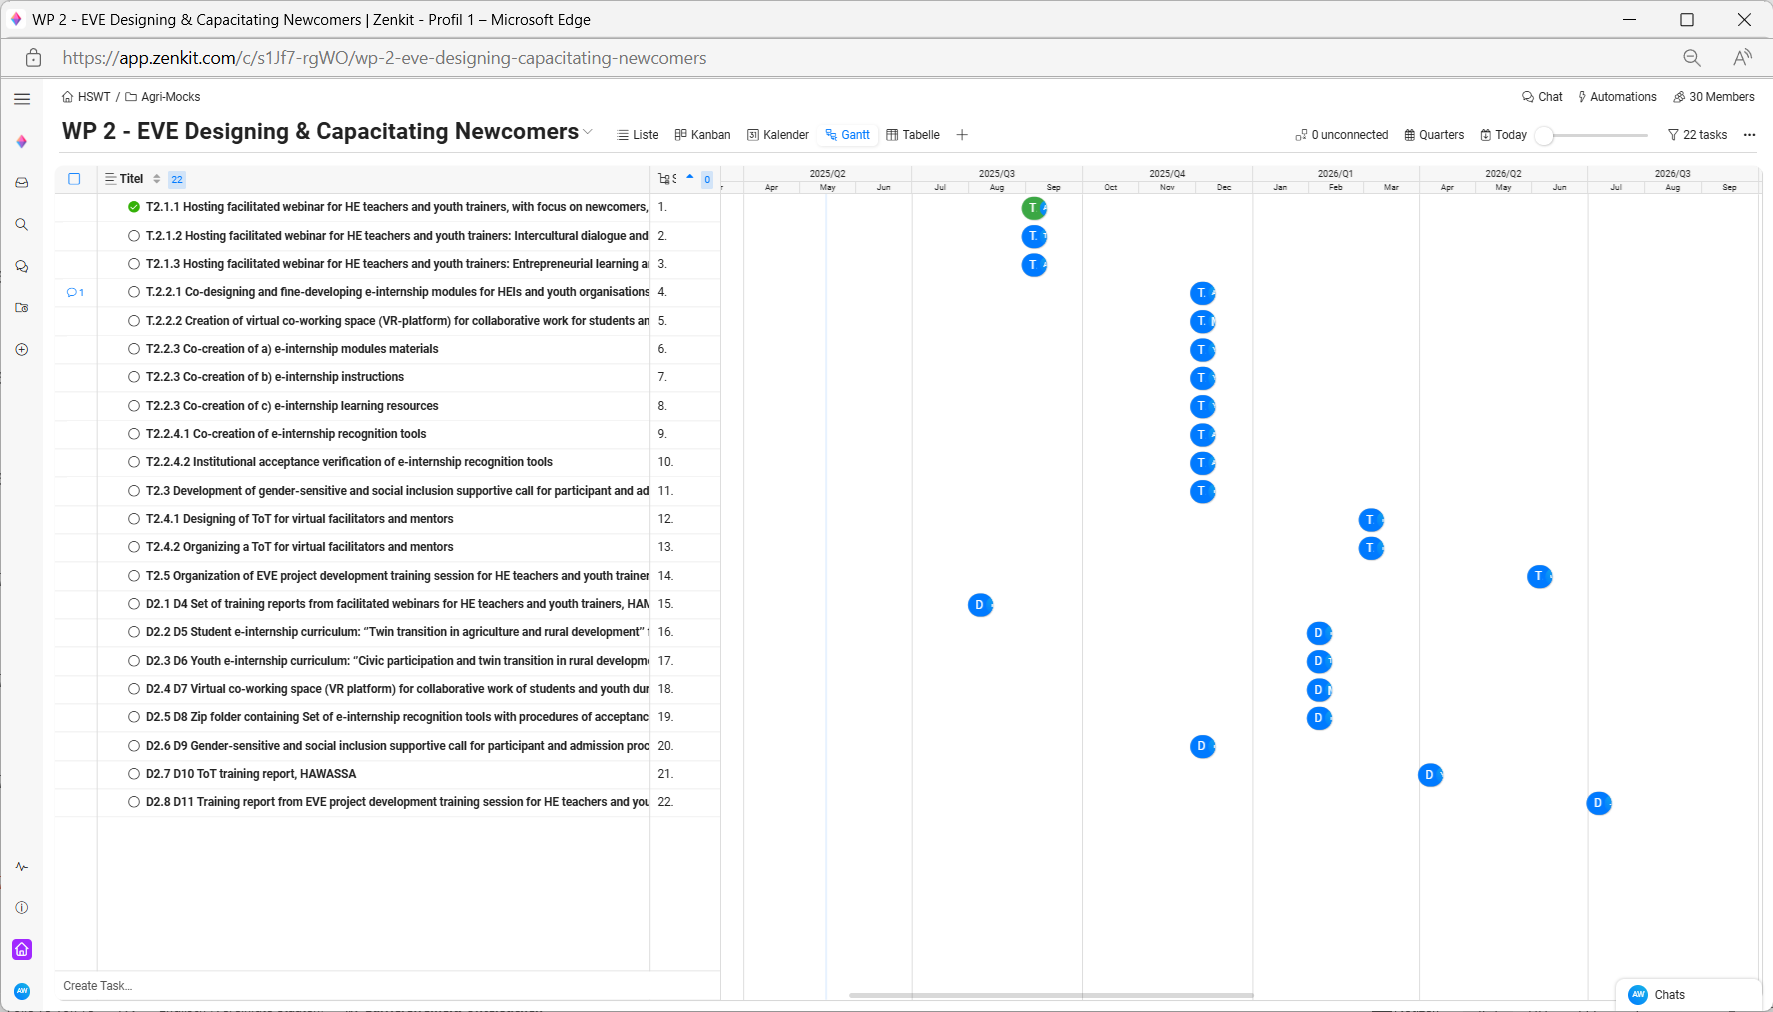 WP 2 - EVE Designing & Capacitating Newcomers | Zenkit - Profil 1 – Microsoft Edge
https://app.zenkit.com/c/s1Jf7-rgWO/wp-2-eve-designing-capacitating-newcomers
HSWT / Agri-Mocks
Chat Automations 30 Members
WP 2 - EVE Designing & Capacitating Newcomers
Liste Kanban Kalender Gantt Tabelle
0 unconnected Quarters Today 22 tasks
Titel 22 0
2025/Q2 2025/Q3 2025/Q4 2026/Q1 2026/Q2 2026/Q3
Apr May Jun Jul Aug Sep Oct Nov Dec Jan Feb Mar Apr May Jun Jul Aug Sep
T2.1.1 Hosting facilitated webinar for HE teachers and youth trainers, with focus on newcomers, 1. T
T.2.1.2 Hosting facilitated webinar for HE teachers and youth trainers: Intercultural dialogue and 2. T.
T2.1.3 Hosting facilitated webinar for HE teachers and youth trainers: Entrepreneurial learning a 3. T
1 T.2.2.1 Co-designing and fine-developing e-internship modules for HEIs and youth organisations 4. T.
T.2.2.2 Creation of virtual co-working space (VR-platform) for collaborative work for students an 5. T.
T2.2.3 Co-creation of a) e-internship modules materials 6. T
T2.2.3 Co-creation of b) e-internship instructions 7. T
T2.2.3 Co-creation of c) e-internship learning resources 8. T
T2.2.4.1 Co-creation of e-internship recognition tools 9. T
T2.2.4.2 Institutional acceptance verification of e-internship recognition tools 10. T
T2.3 Development of gender-sensitive and social inclusion supportive call for participant and ad 11. T
T2.4.1 Designing of ToT for virtual facilitators and mentors 12. T
T2.4.2 Organizing a ToT for virtual facilitators and mentors 13. T
T2.5 Organization of EVE project development training session for HE teachers and youth trainer 14. T
D2.1 D4 Set of training reports from facilitated webinars for HE teachers and youth trainers, HAM 15. D
D2.2 D5 Student e-internship curriculum: “Twin transition in agriculture and rural development” 16. D
D2.3 D6 Youth e-internship curriculum: “Civic participation and twin transition in rural developm 17. D
D2.4 D7 Virtual co-working space (VR platform) for collaborative work of students and youth dur 18. D
D2.5 D8 Zip folder containing Set of e-internship recognition tools with procedures of acceptanc 19. D
D2.6 D9 Gender-sensitive and social inclusion supportive call for participant and admission proc 20. D
D2.7 D10 ToT training report, HAWASSA 21. D
D2.8 D11 Training report from EVE project development training session for HE teachers and you 22. D
Create Task...
AW
AW Chats